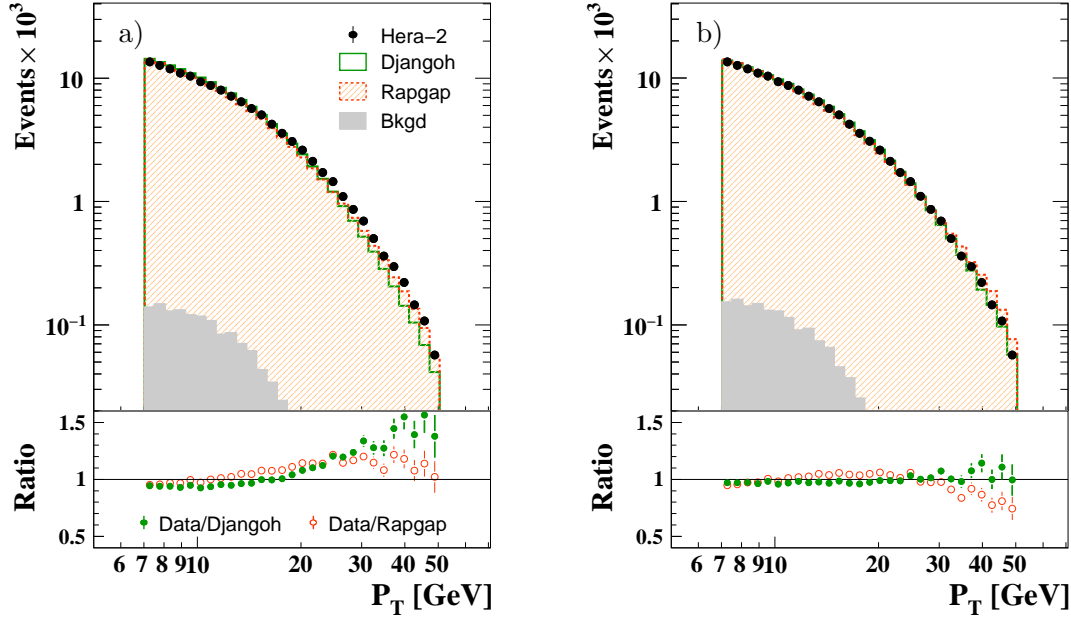 a)
Events × 10³
10
1
10⁻¹
Hera−2
Djangoh
Rapgap
Bkgd
Ratio
1.5
1
0.5
Data/Djangoh
Data/Rapgap
6 7 8 9 10 20 30 40 50
P_T [GeV]
b)
Events × 10³
10
1
10⁻¹
Ratio
1.5
1
0.5
6 7 8 9 10 20 30 40 50
P_T [GeV]